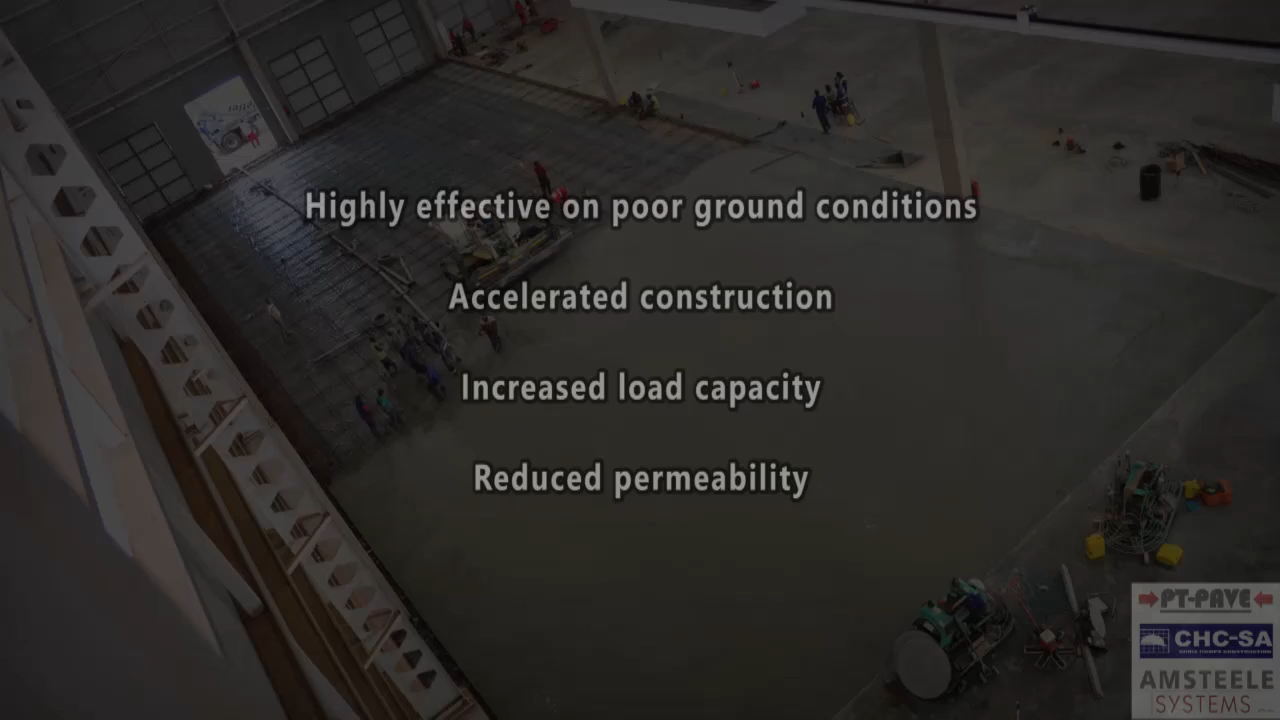 Highly effective on poor ground conditions
Accelerated construction
Increased load capacity
Reduced permeability
PT-PAVE
CHC-SA
AMSTEELE
SYSTEMS